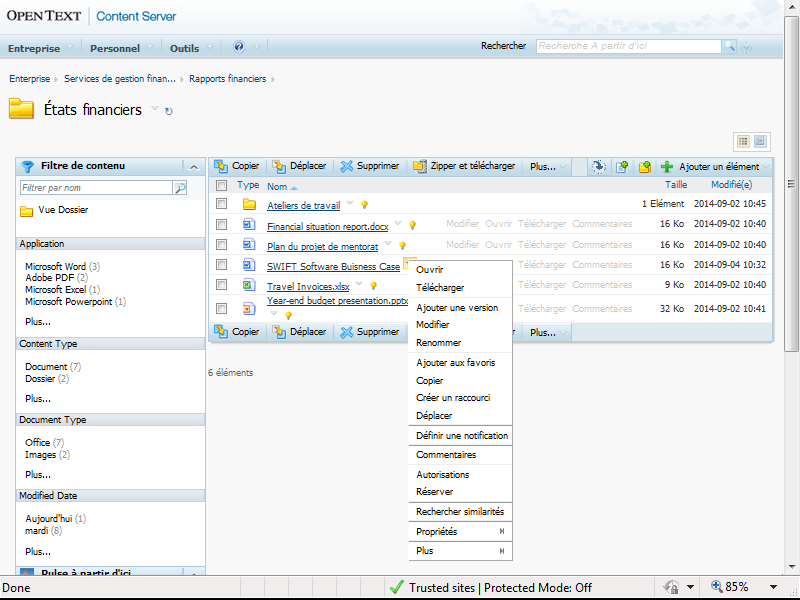 OPEN TEXT | Content Server
Entreprise Personnel Outils
Rechercher Recherche A partir d'ici
Enterprise Services de gestion finan... Rapports financiers
États financiers
Filtre de contenu
Filtrer par nom
Vue Dossier
Application
Microsoft Word (3)
Adobe PDF (2)
Microsoft Excel (1)
Microsoft Powerpoint (1)
Plus...
Content Type
Document (7)
Dossier (2)
Plus...
Document Type
Office (7)
Images (2)
Plus...
Modified Date
Aujourd'hui (1)
mardi (8)
Plus...
Pulse à partir d'ici
Copier Déplacer Supprimer Zipper et télécharger Plus... Ajouter un élément
Type Nom Taille Modifié(e)
Ateliers de travail 1 Elément 2014-09-02 10:45
Financial situation report.docx Modifier Ouvrir Télécharger Commentaires 16 Ko 2014-09-02 10:40
Plan du projet de mentorat Modifier Ouvrir Télécharger Commentaires 16 Ko 2014-09-02 10:40
SWIFT Software Buisness Case Télécharger Commentaires 16 Ko 2014-09-04 10:32
Travel Invoices.xlsx Télécharger Commentaires 9 Ko 2014-09-02 10:40
Year-end budget presentation.pptx Télécharger Commentaires 32 Ko 2014-09-02 10:41
Copier Déplacer Supprimer Plus...
6 éléments
Ouvrir
Télécharger
Ajouter une version
Modifier
Renommer
Ajouter aux favoris
Copier
Créer un raccourci
Déplacer
Définir une notification
Commentaires
Autorisations
Réserver
Rechercher similarités
Propriétés
Plus
Done Trusted sites | Protected Mode: Off 85%